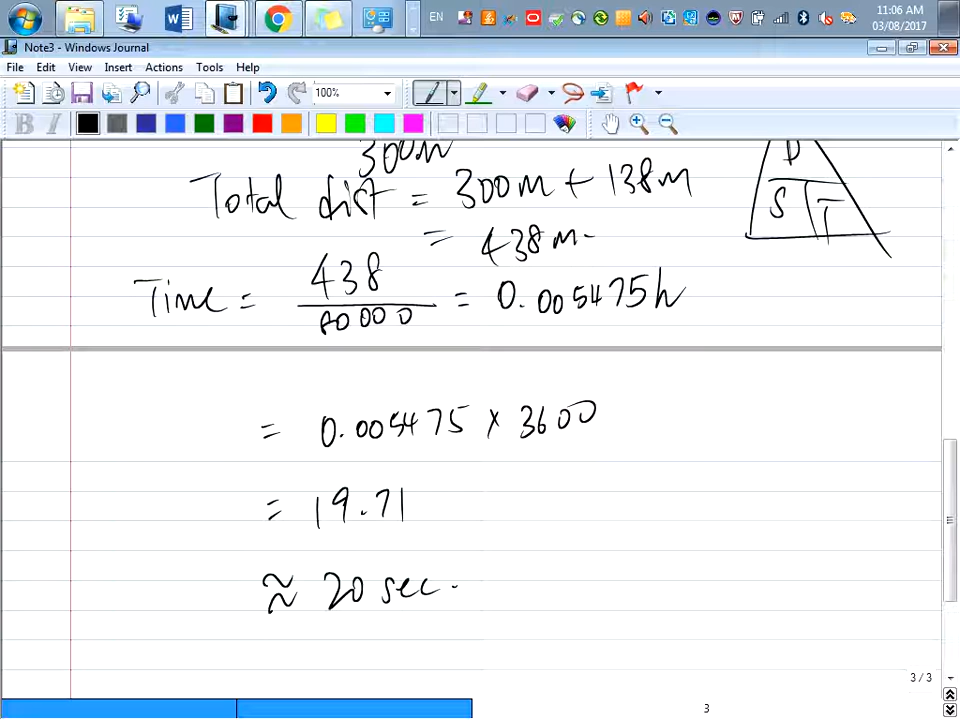 EN
11:06 AM
03/08/2017
Note3 - Windows Journal
File Edit View Insert Actions Tools Help
100%
B I
300m
D
Total dist = 300m + 138m
S T
= 438m.
Time = 438 / 80000 = 0.005475h
= 0.005475 × 3600
= 19.71
≈ 20 sec.
3 / 3
3